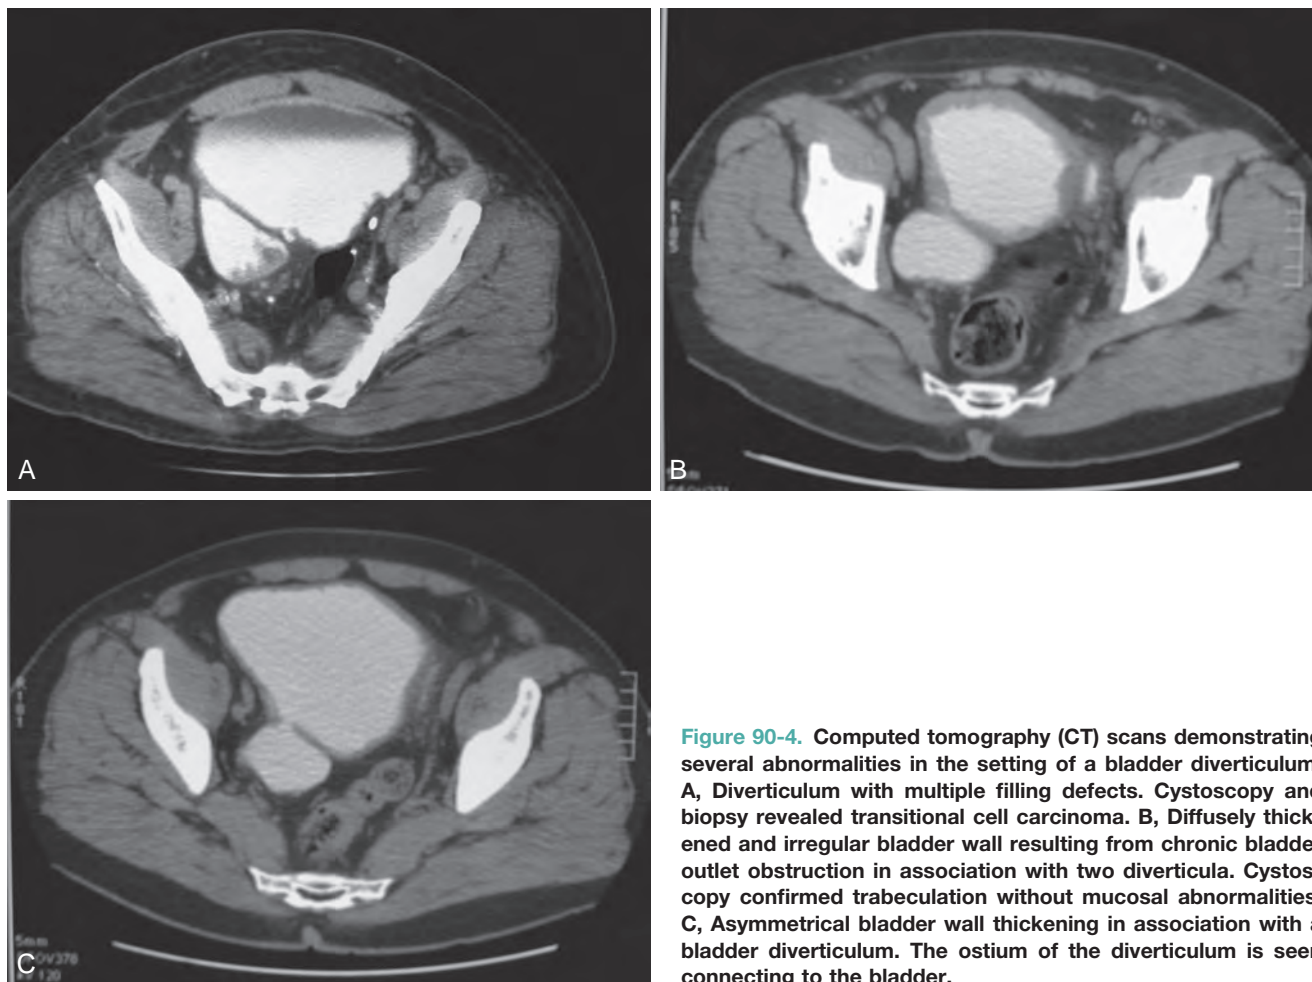 A
B
5mm
C
Figure 90-4. Computed tomography (CT) scans demonstrating
several abnormalities in the setting of a bladder diverticulum
A, Diverticulum with multiple filling defects. Cystoscopy and
biopsy revealed transitional cell carcinoma. B, Diffusely thick
ened and irregular bladder wall resulting from chronic bladde
outlet obstruction in association with two diverticula. Cystos
copy confirmed trabeculation without mucosal abnormalities
C, Asymmetrical bladder wall thickening in association with a
bladder diverticulum. The ostium of the diverticulum is seen
connecting to the bladder.